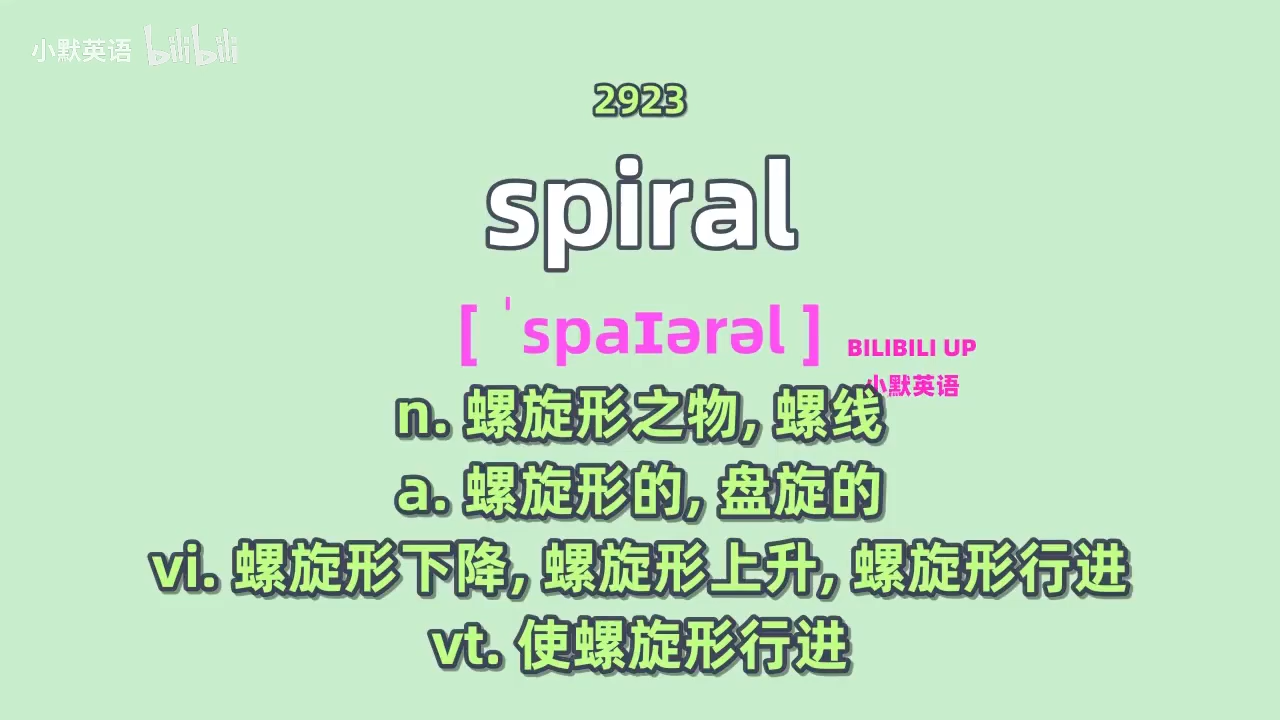 小默英语 bilibili
2923
spiral
[ ˈspaɪərəl ]
BILIBILI UP
小默英语
n. 螺旋形之物, 螺线
a. 螺旋形的, 盘旋的
vi. 螺旋形下降, 螺旋形上升, 螺旋形行进
vt. 使螺旋形行进